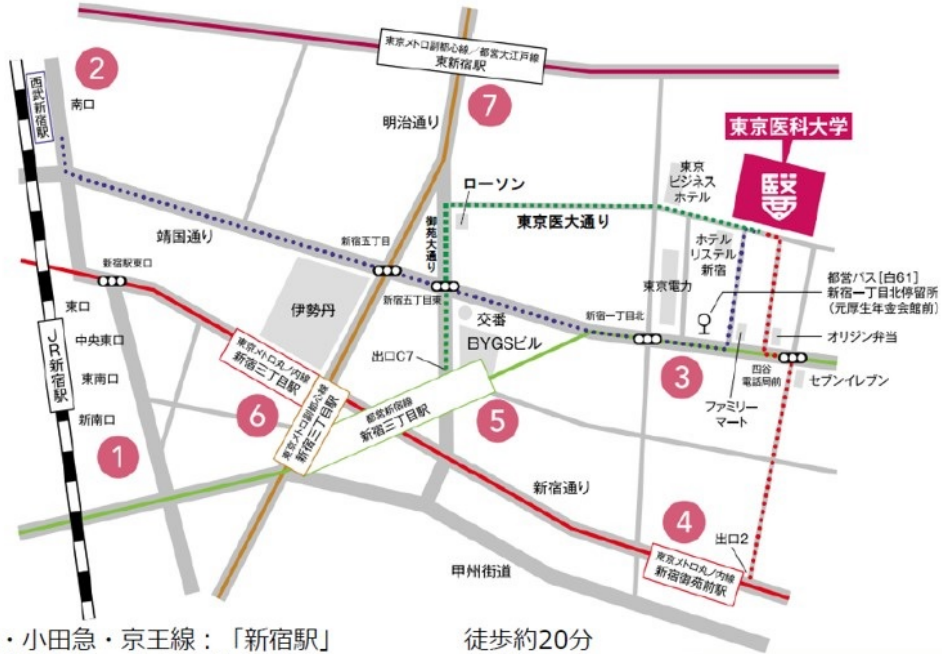 東京メトロ副都心線／都営大江戸線
東新宿駅
2
西武新宿駅
南口
明治通り
7
東京医科大学
醫
東京
ビジネス
ホテル
ローソン
御苑大通り
東京医大通り
靖国通り
新宿五丁目
ホテル
リステル
新宿
都営バス［白61］
新宿一丁目北停留所
（元厚生年金会館前）
新宿駅東口
東京電力
新宿五丁目東
伊勢丹
東口
交番
新宿一丁目北
オリジン弁当
JR新宿駅
中央東口
BYGSビル
東京メトロ丸ノ内線
新宿三丁目駅
出口C7
3
四谷
電話局前
セブンイレブン
東南口
ファミリー
マート
6
東京メトロ副都心線
新宿三丁目駅
都営新宿線
新宿三丁目駅
5
新南口
1
新宿通り
4
出口2
東京メトロ丸ノ内線
新宿御苑前駅
甲州街道
・小田急・京王線：「新宿駅」
徒歩約20分